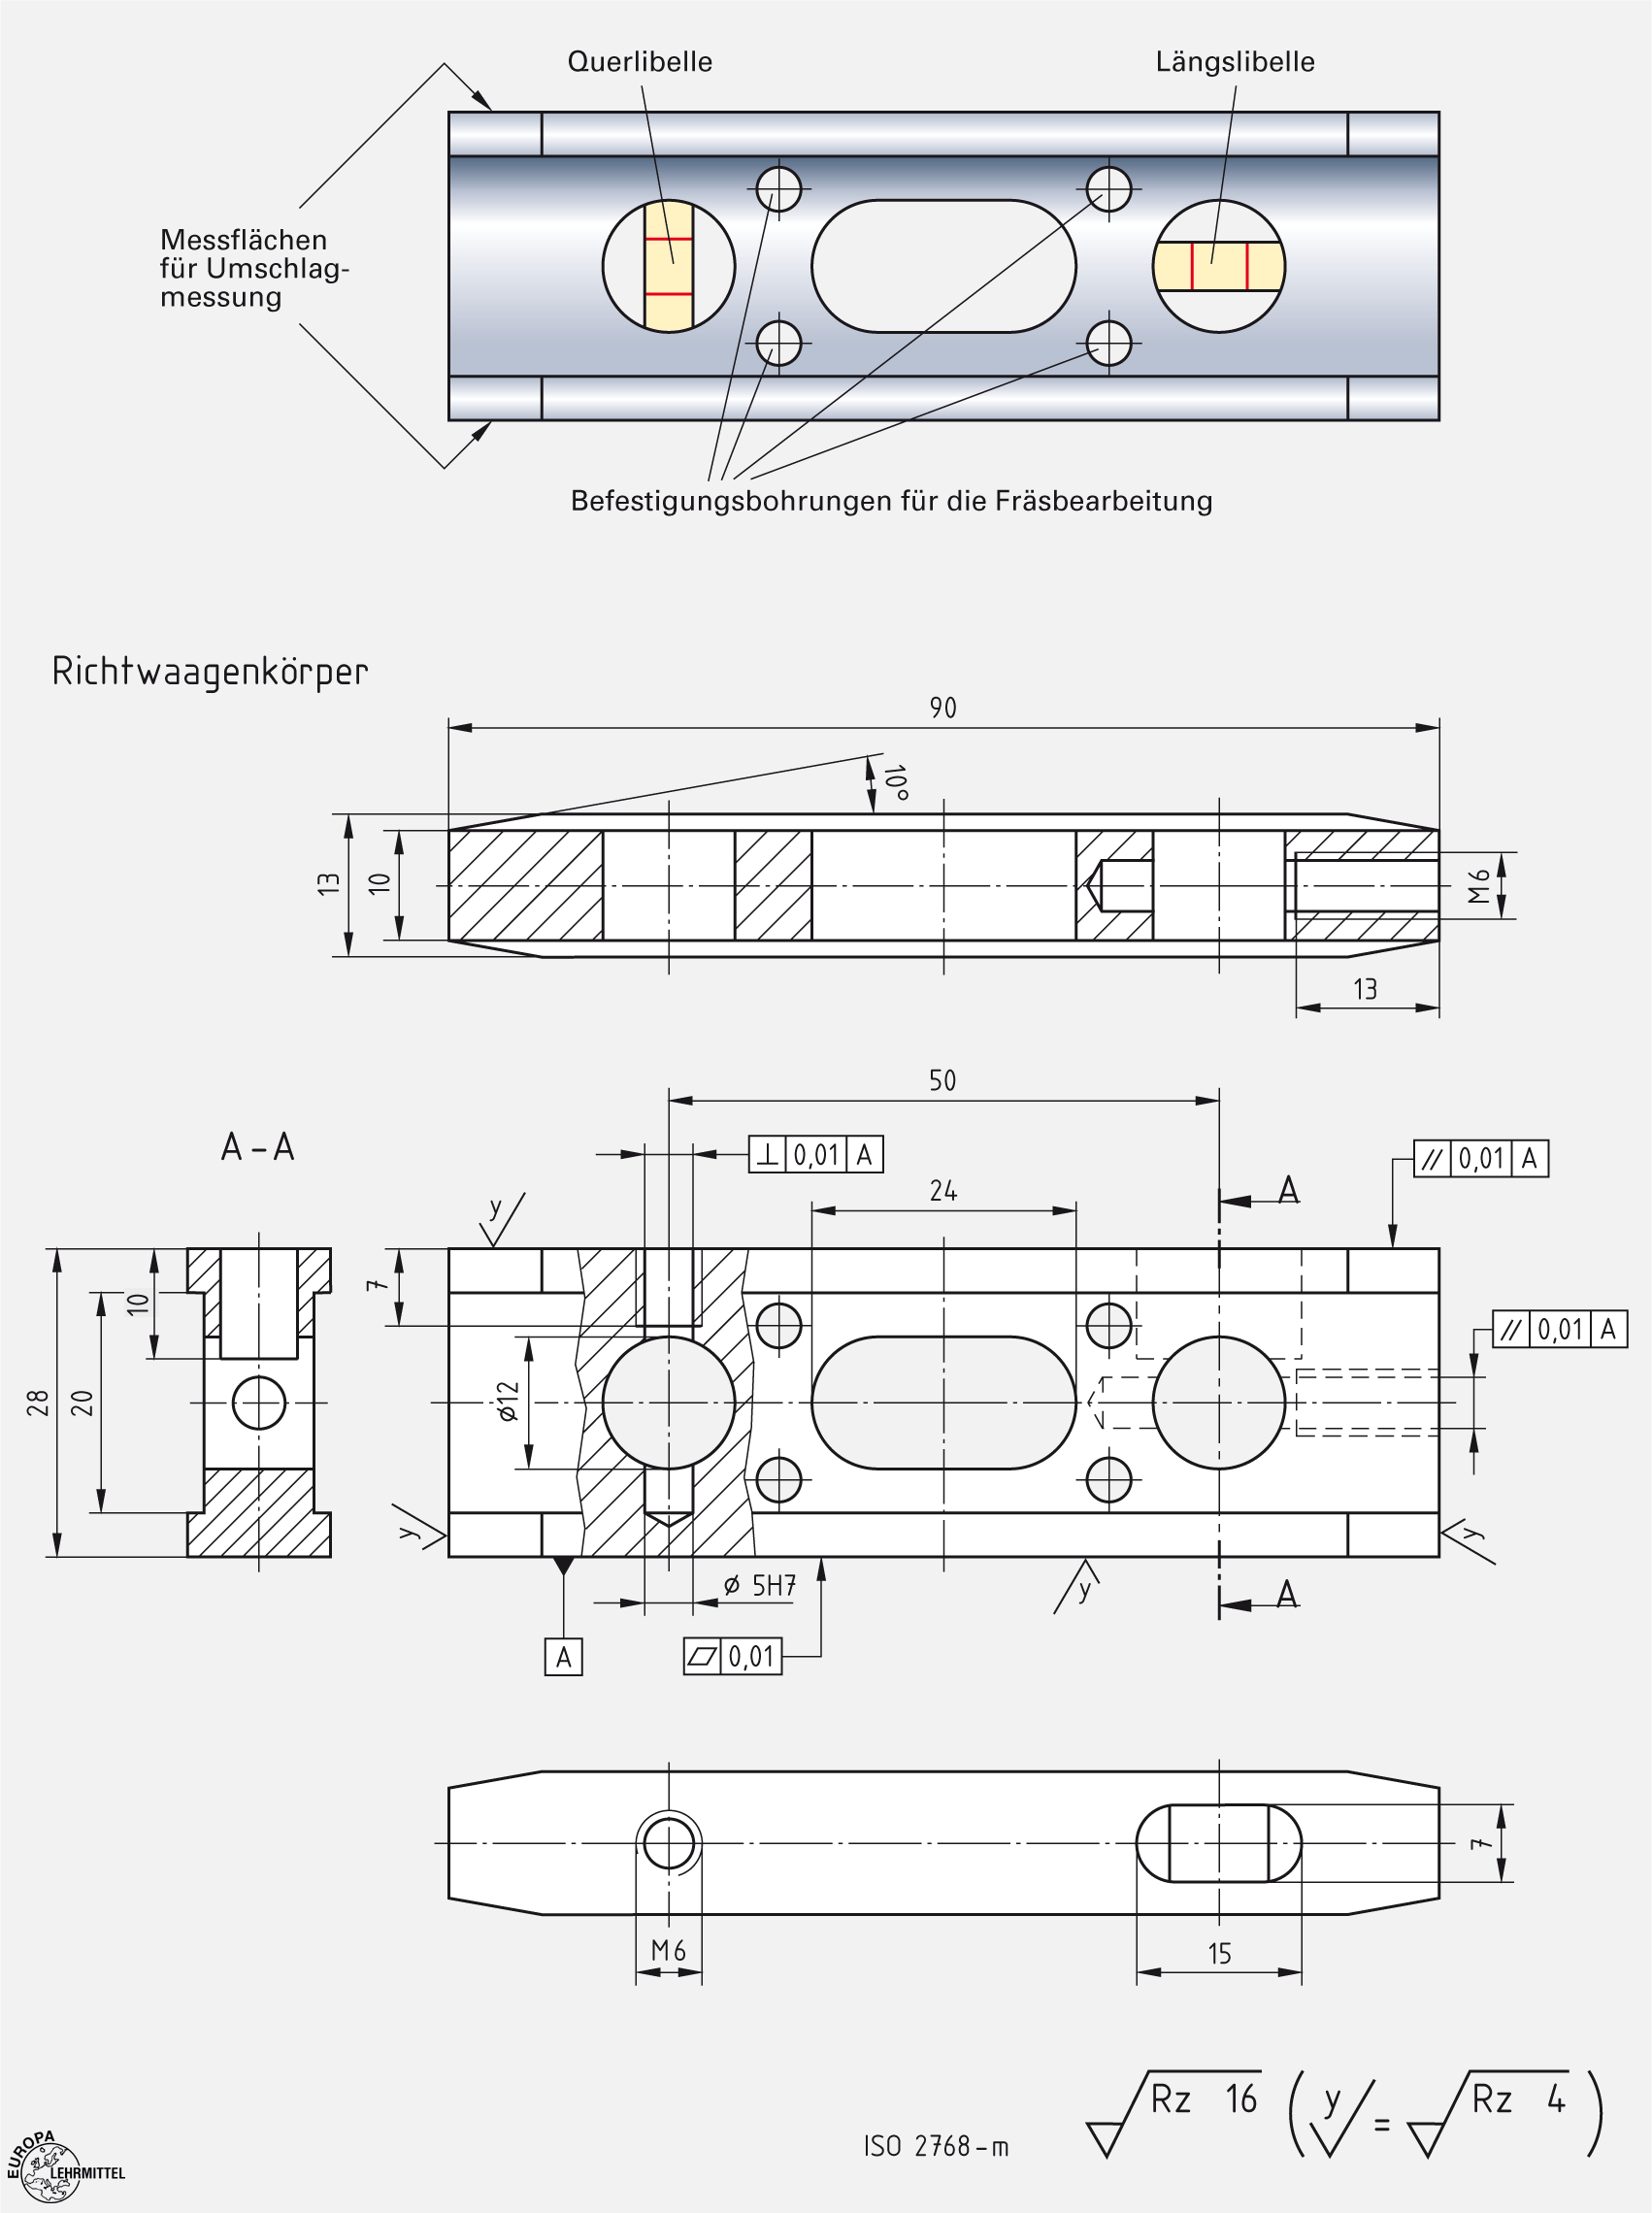 Querlibelle
Längslibelle
Messflächen
für Umschlag-
messung
Befestigungsbohrungen für die Fräsbearbeitung
Richtwaagenkörper
90
10°
13
10
M6
13
50
A-A
⊥ 0,01 A
// 0,01 A
24
A
y
7
10
28
20
⌀12
// 0,01 A
y
y
⌀ 5H7
y
A
A
⏥ 0,01
7
M6
15
Rz 16 ( y = Rz 4 )
ISO 2768-m
EUROPA
LEHRMITTEL